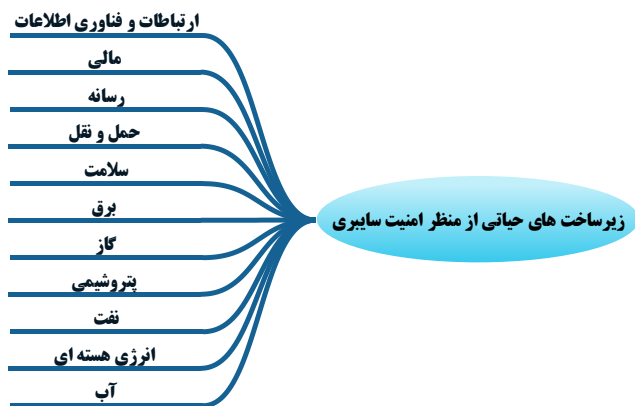 زیرساخت های حیاتی از منظر امنیت سایبری
ارتباطات و فناوری اطلاعات
مالی
رسانه
حمل و نقل
سلامت
برق
گاز
پتروشیمی
نفت
انرژی هسته ای
آب